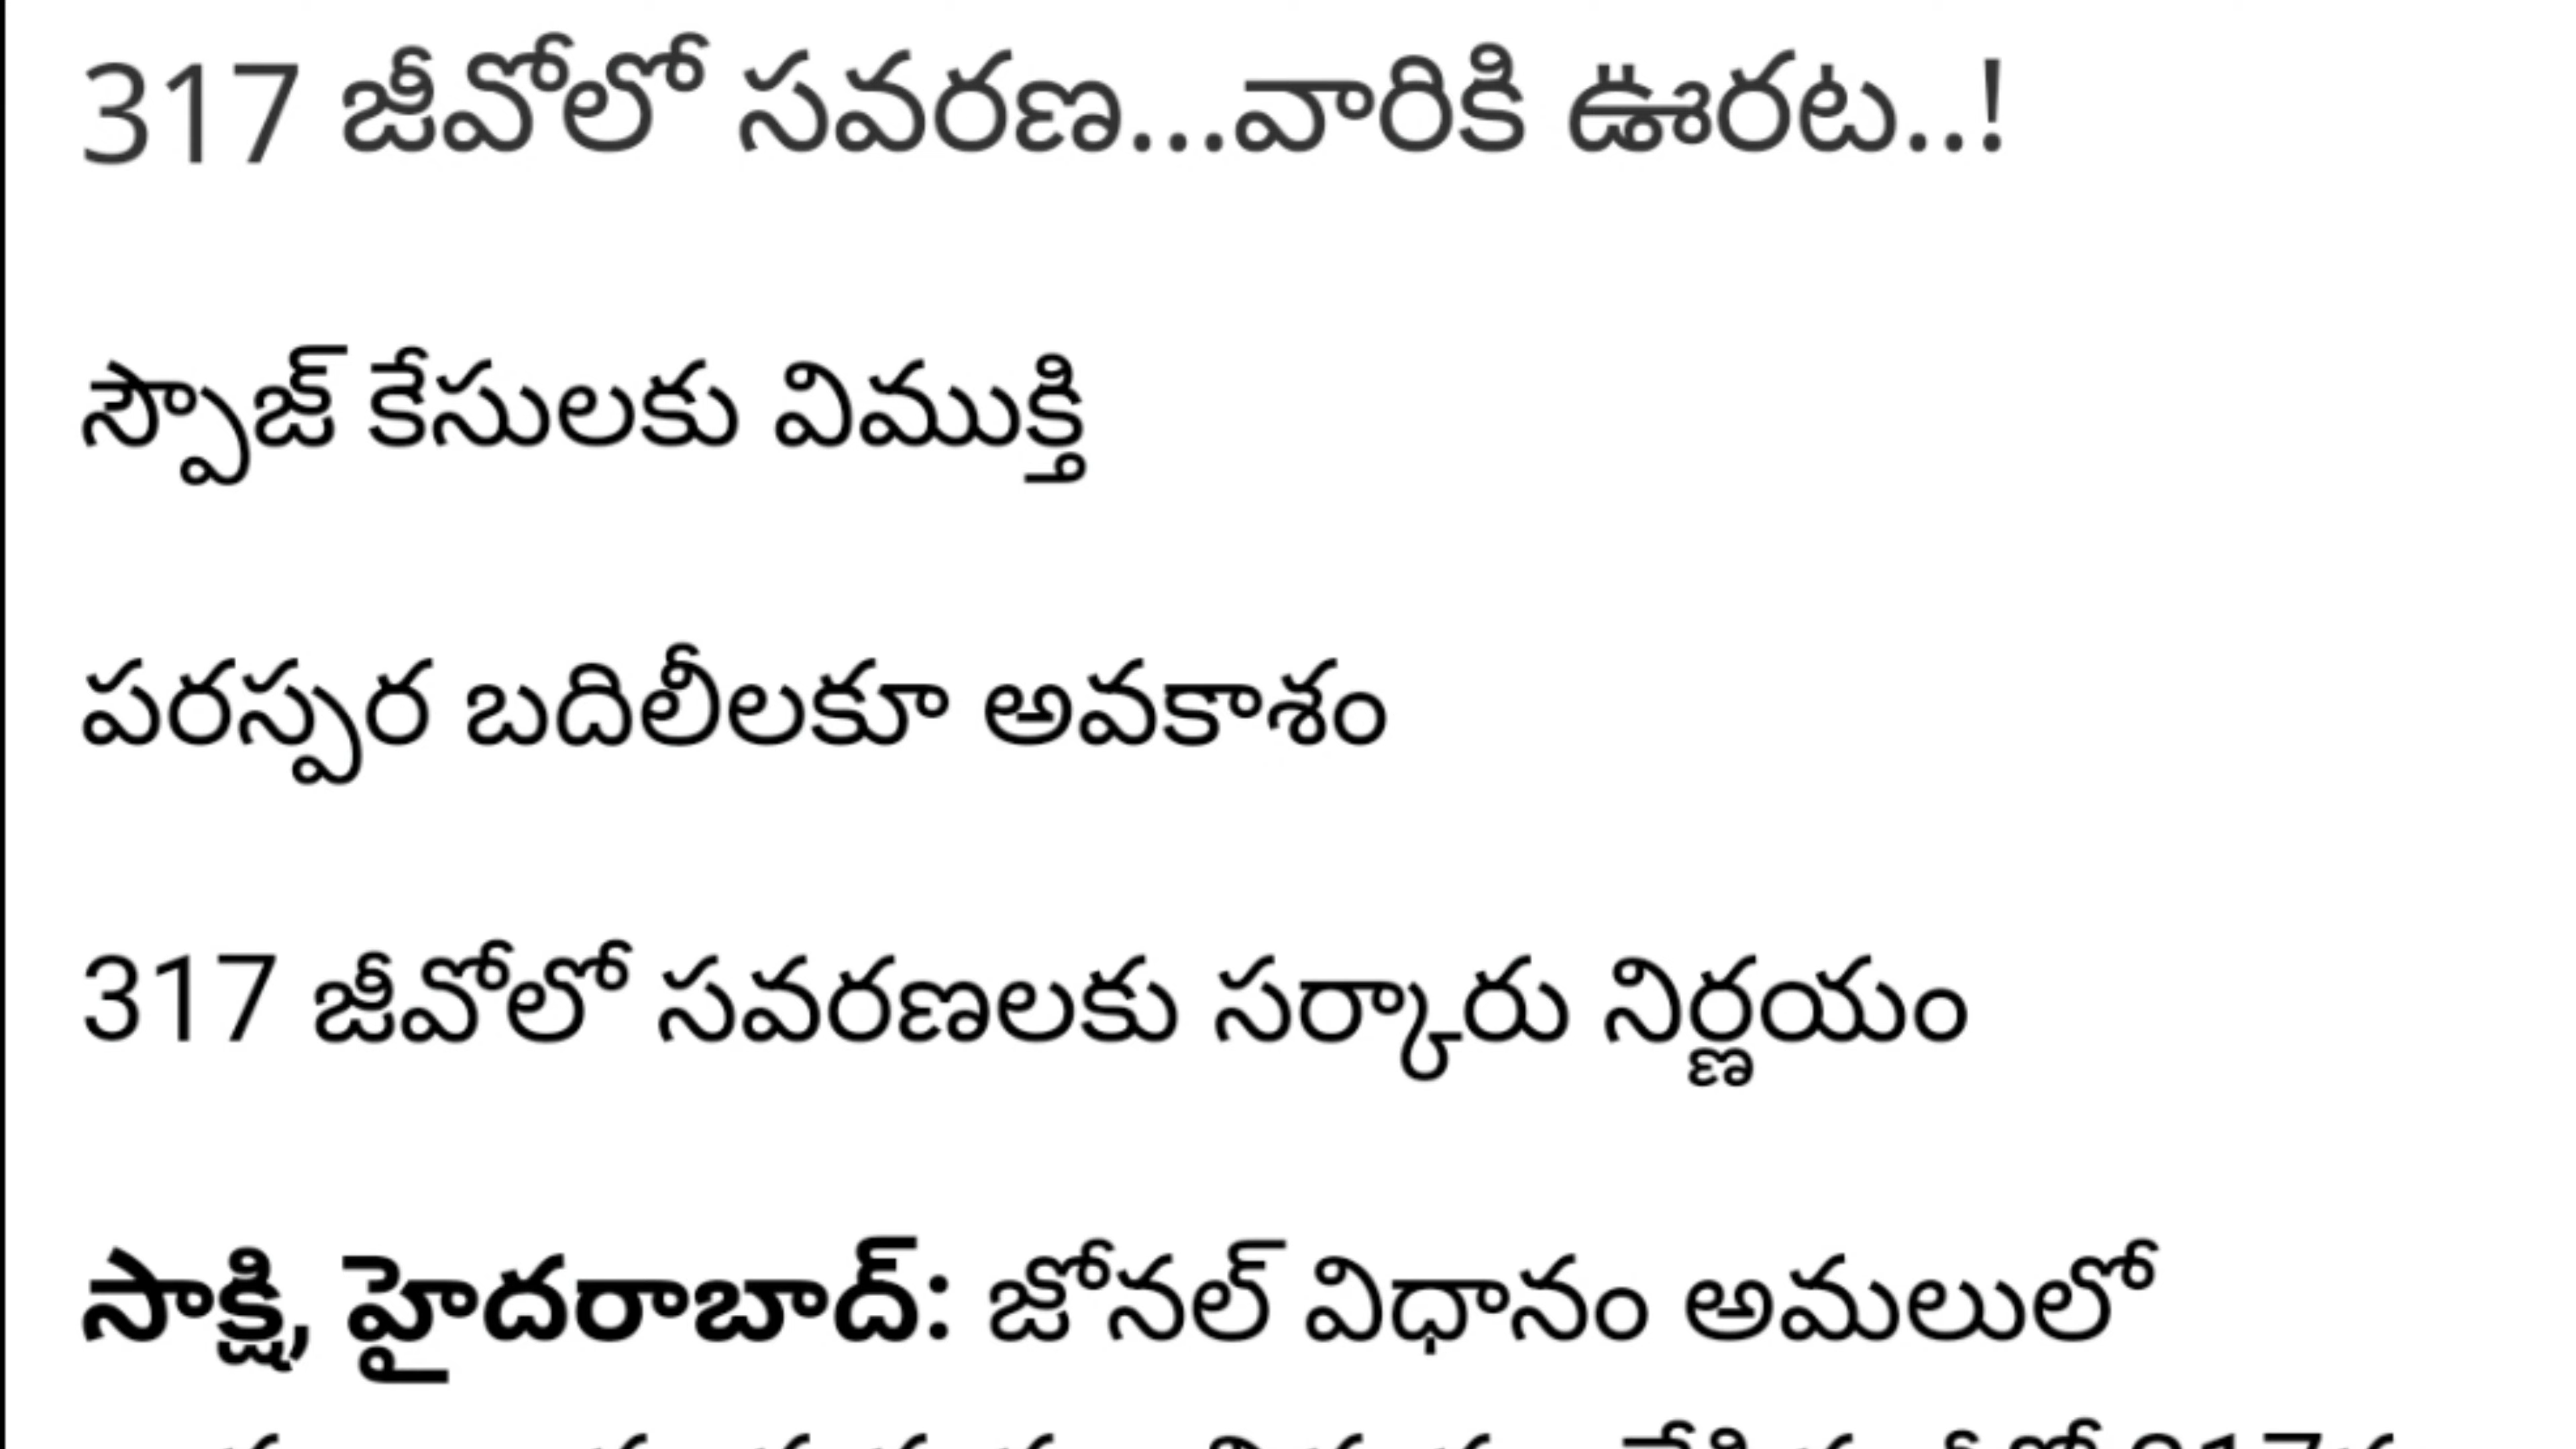 317 జీవోలో సవరణ...వారికి ఊరట..!
స్పౌజ్ కేసులకు విముక్తి
పరస్పర బదిలీలకూ అవకాశం
317 జీవోలో సవరణలకు సర్కారు నిర్ణయం
సాక్షి, హైదరాబాద్: జోనల్ విధానం అమలులో